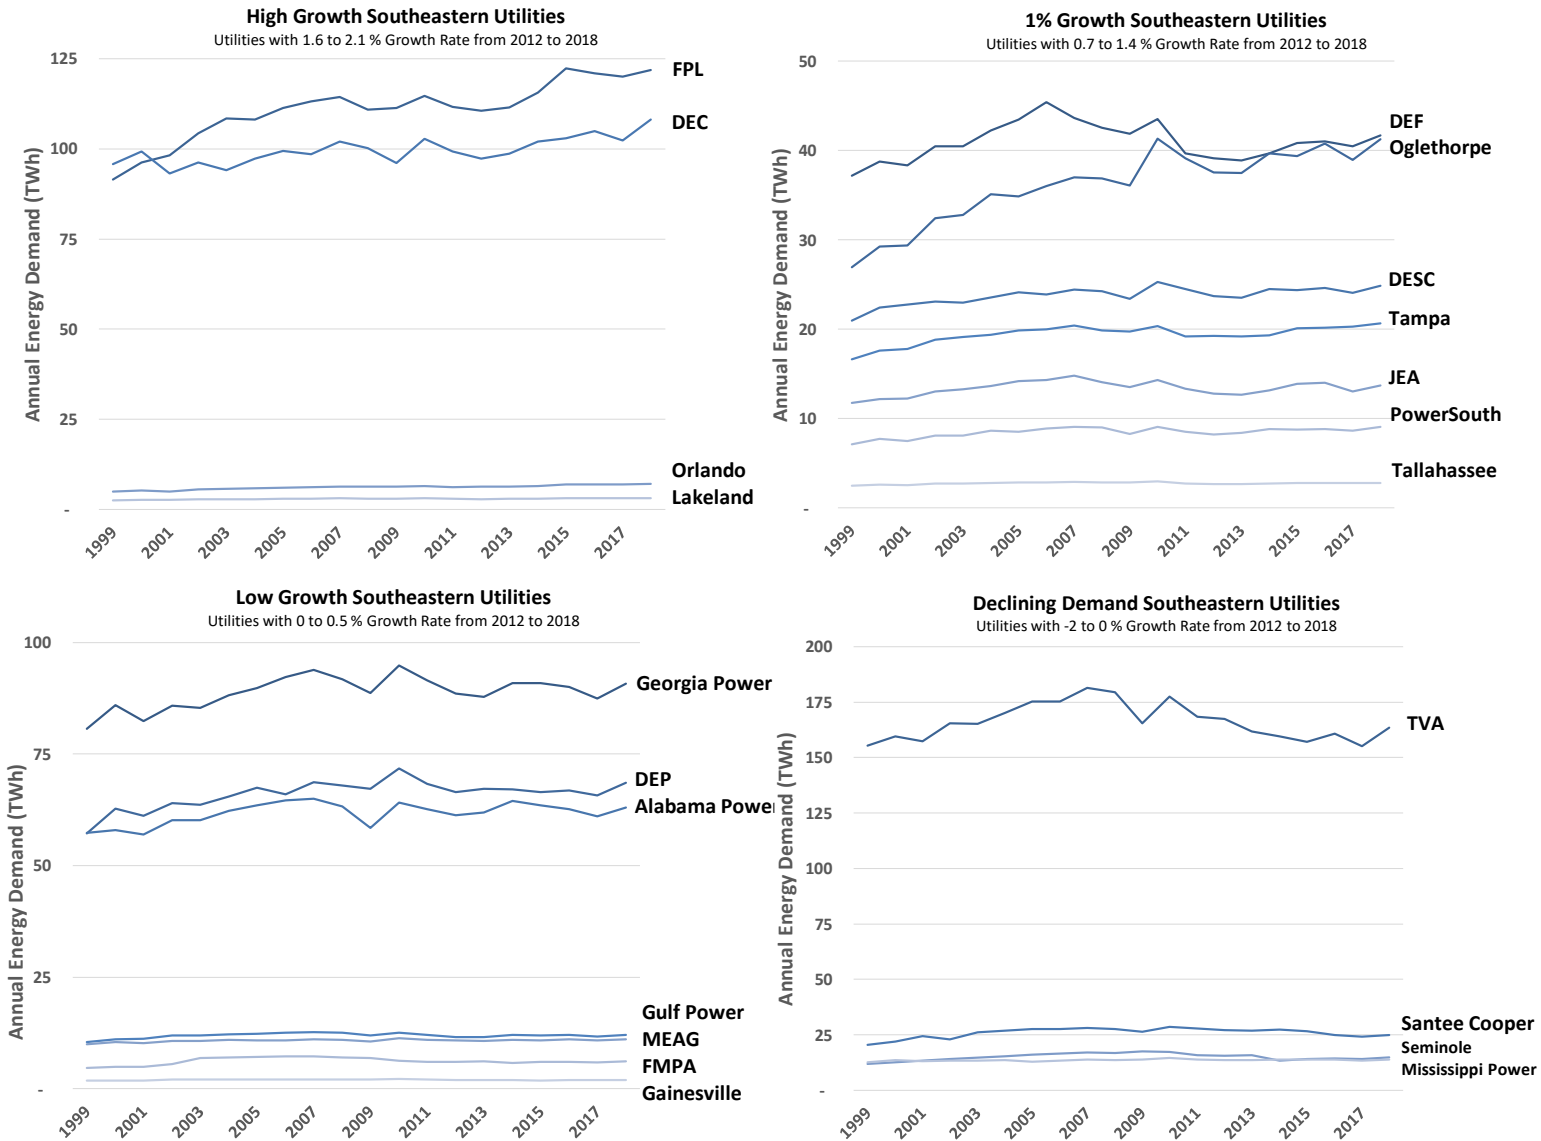 High Growth Southeastern Utilities
Utilities with 1.6 to 2.1 % Growth Rate from 2012 to 2018
Annual Energy Demand (TWh)
125
100
75
50
25
-
FPL
DEC
Orlando
Lakeland
1999
2001
2003
2005
2007
2009
2011
2013
2015
2017
1% Growth Southeastern Utilities
Utilities with 0.7 to 1.4 % Growth Rate from 2012 to 2018
Annual Energy Demand (TWh)
50
40
30
20
10
-
DEF
Oglethorpe
DESC
Tampa
JEA
PowerSouth
Tallahassee
1999
2001
2003
2005
2007
2009
2011
2013
2015
2017
Low Growth Southeastern Utilities
Utilities with 0 to 0.5 % Growth Rate from 2012 to 2018
Annual Energy Demand (TWh)
100
75
50
25
-
Georgia Power
DEP
Alabama Power
Gulf Power
MEAG
FMPA
Gainesville
1999
2001
2003
2005
2007
2009
2011
2013
2015
2017
Declining Demand Southeastern Utilities
Utilities with -2 to 0 % Growth Rate from 2012 to 2018
Annual Energy Demand (TWh)
200
175
150
125
100
75
50
25
-
TVA
Santee Cooper
Seminole
Mississippi Power
1999
2001
2003
2005
2007
2009
2011
2013
2015
2017